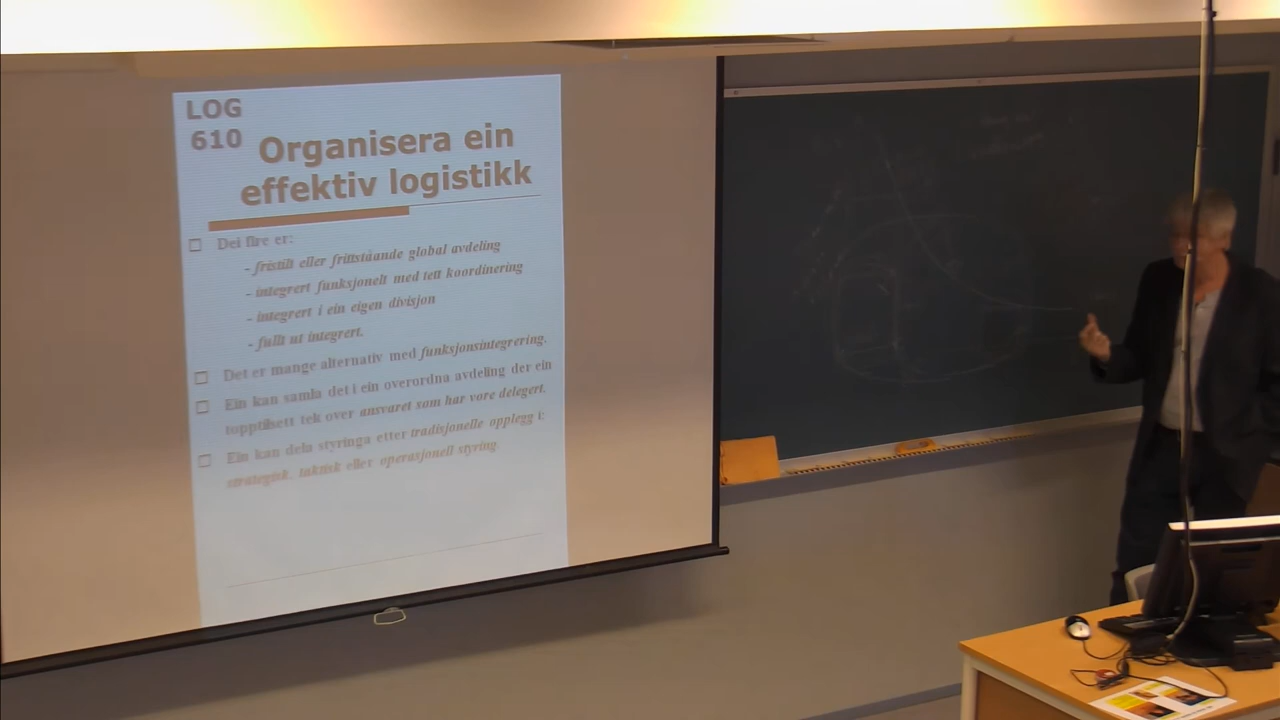 LOG
610
Organisera ein
effektiv logistikk
Dei fire er:
- fristilt eller frittståande global avdeling
- integrert funksjonelt med tett koordinering
- integrert i ein eigen divisjon
- fullt ut integrert.
Det er mange alternativ med funksjonsintegrering.
Ein kan samla det i ein overordna avdeling der ein
topptilsett tek over ansvaret som har vore delegert.
Ein kan dela styringa etter tradisjonelle opplegg i:
strategisk, taktisk eller operasjonell styring.